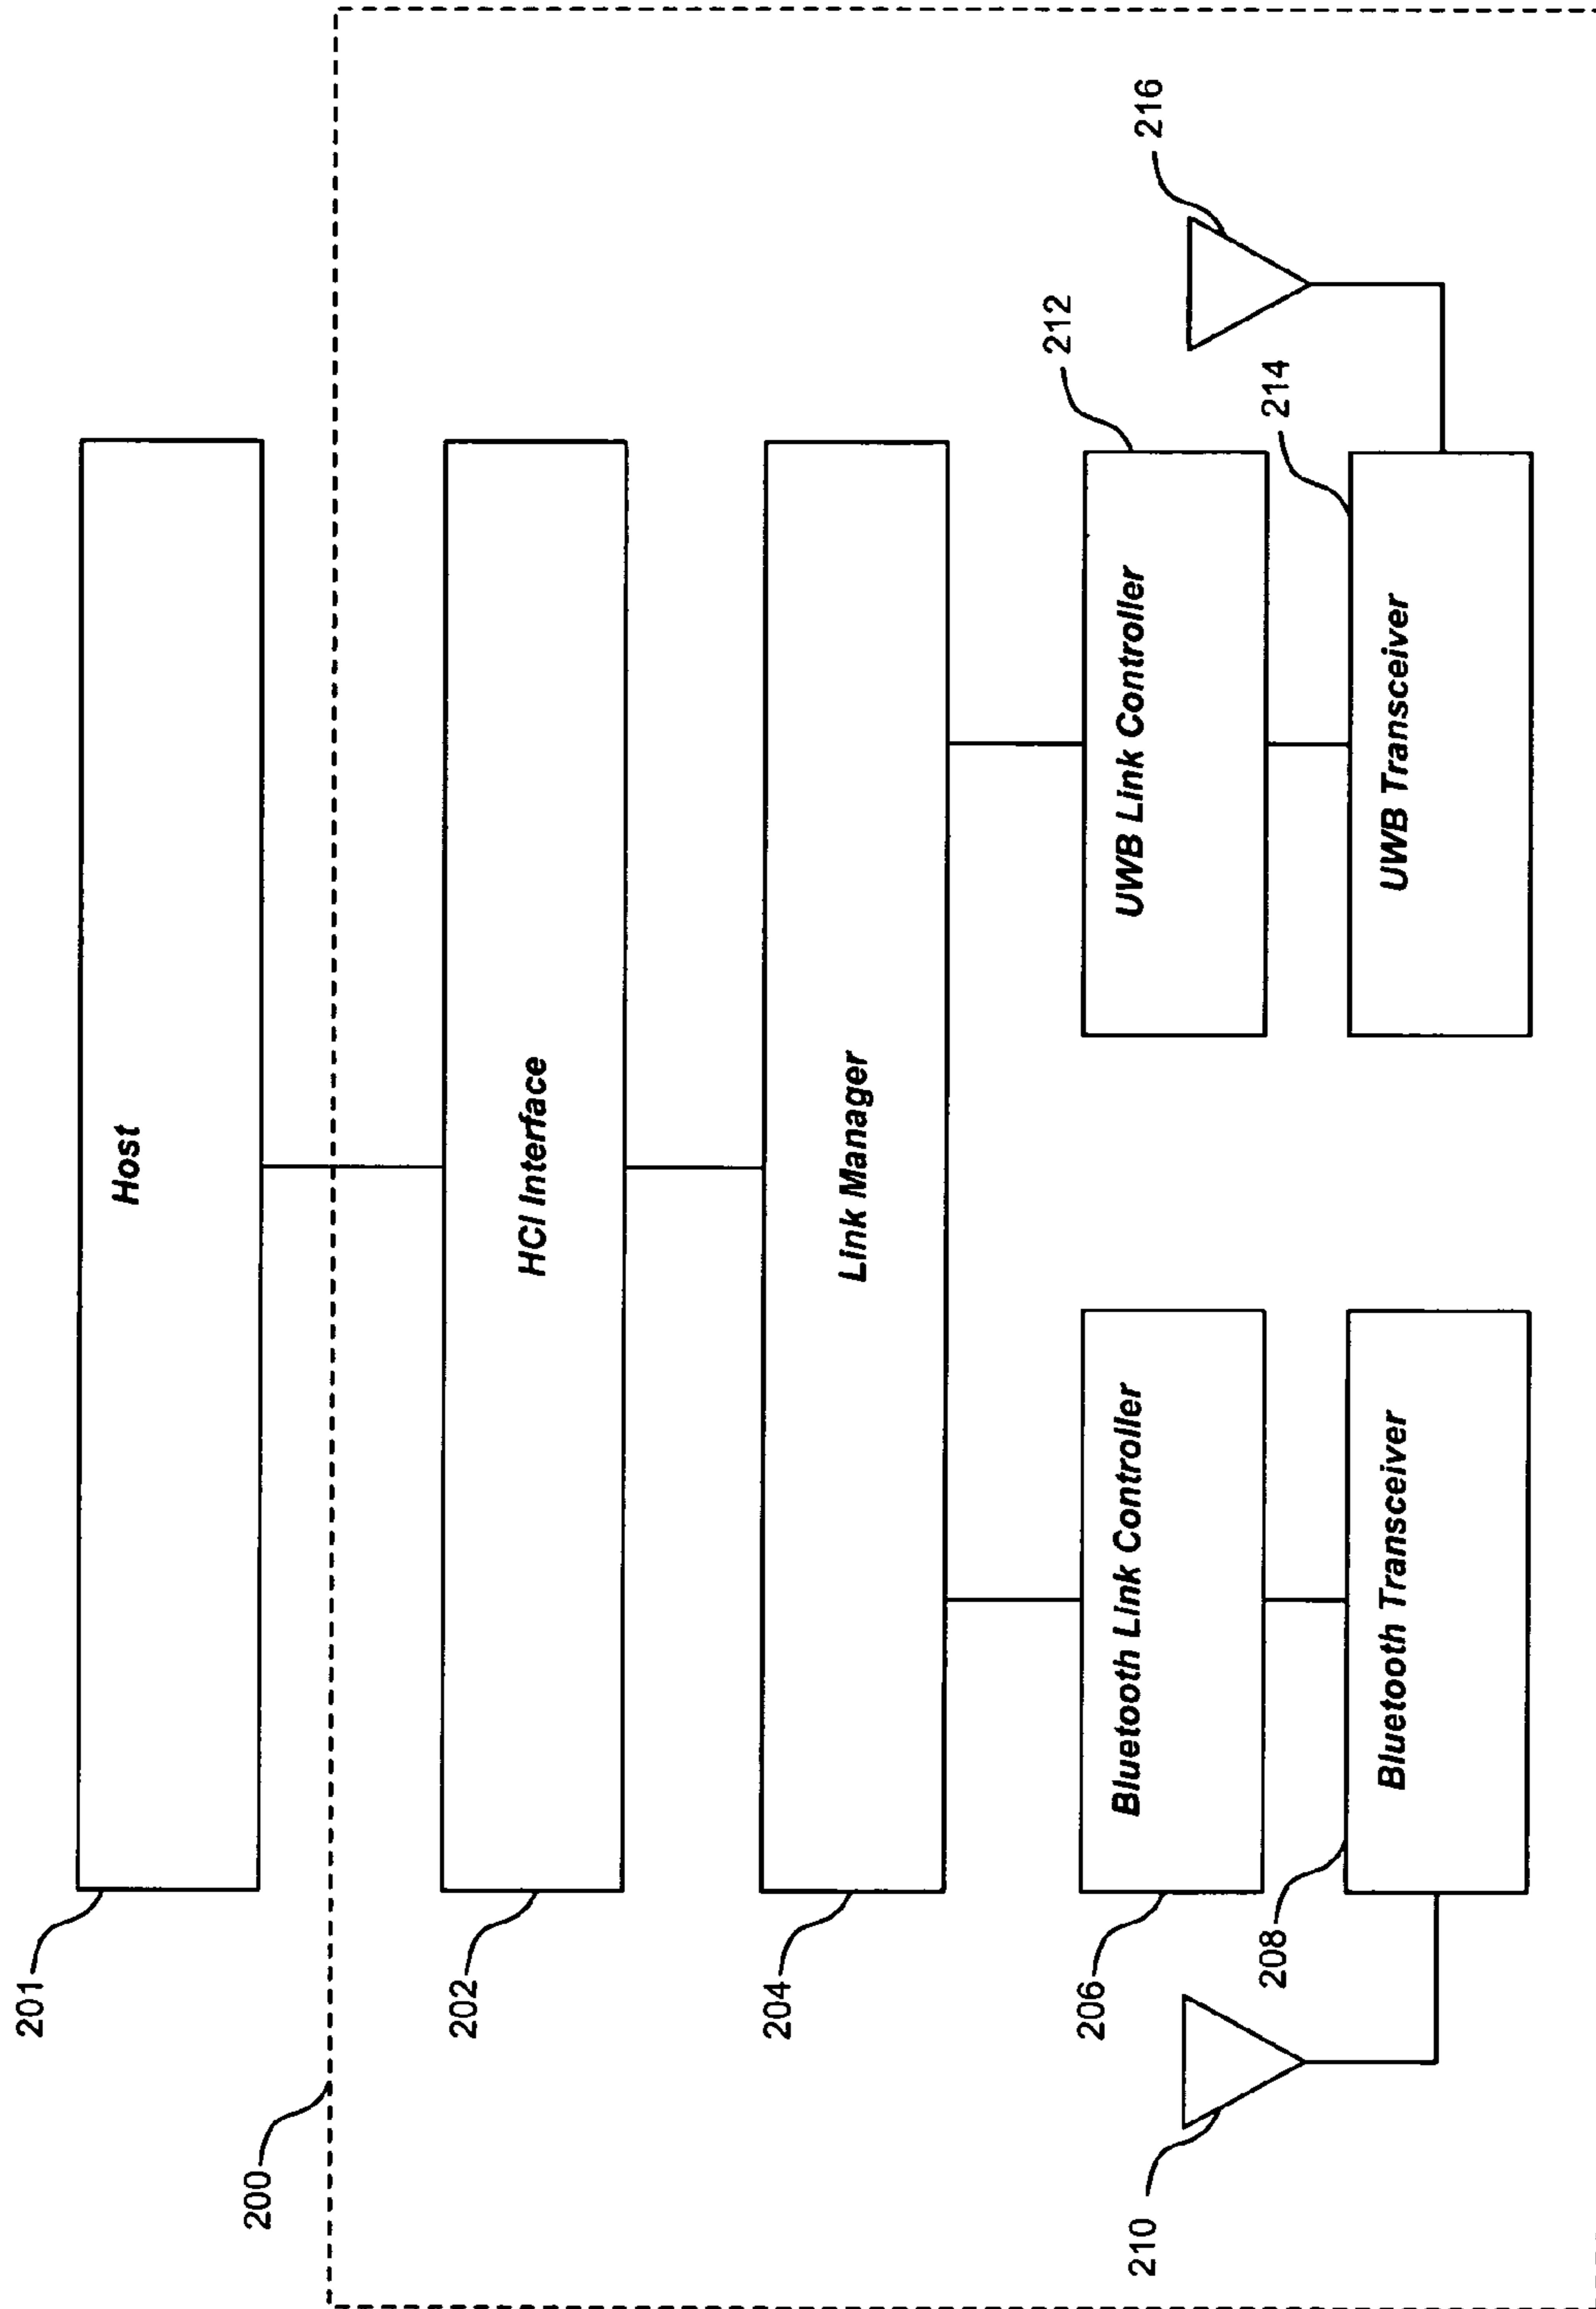 201
Host
200
202
HCI Interface
204
Link Manager
206
Bluetooth Link Controller
UWB Link Controller
212
208
Bluetooth Transceiver
UWB Transceiver
214
210
216